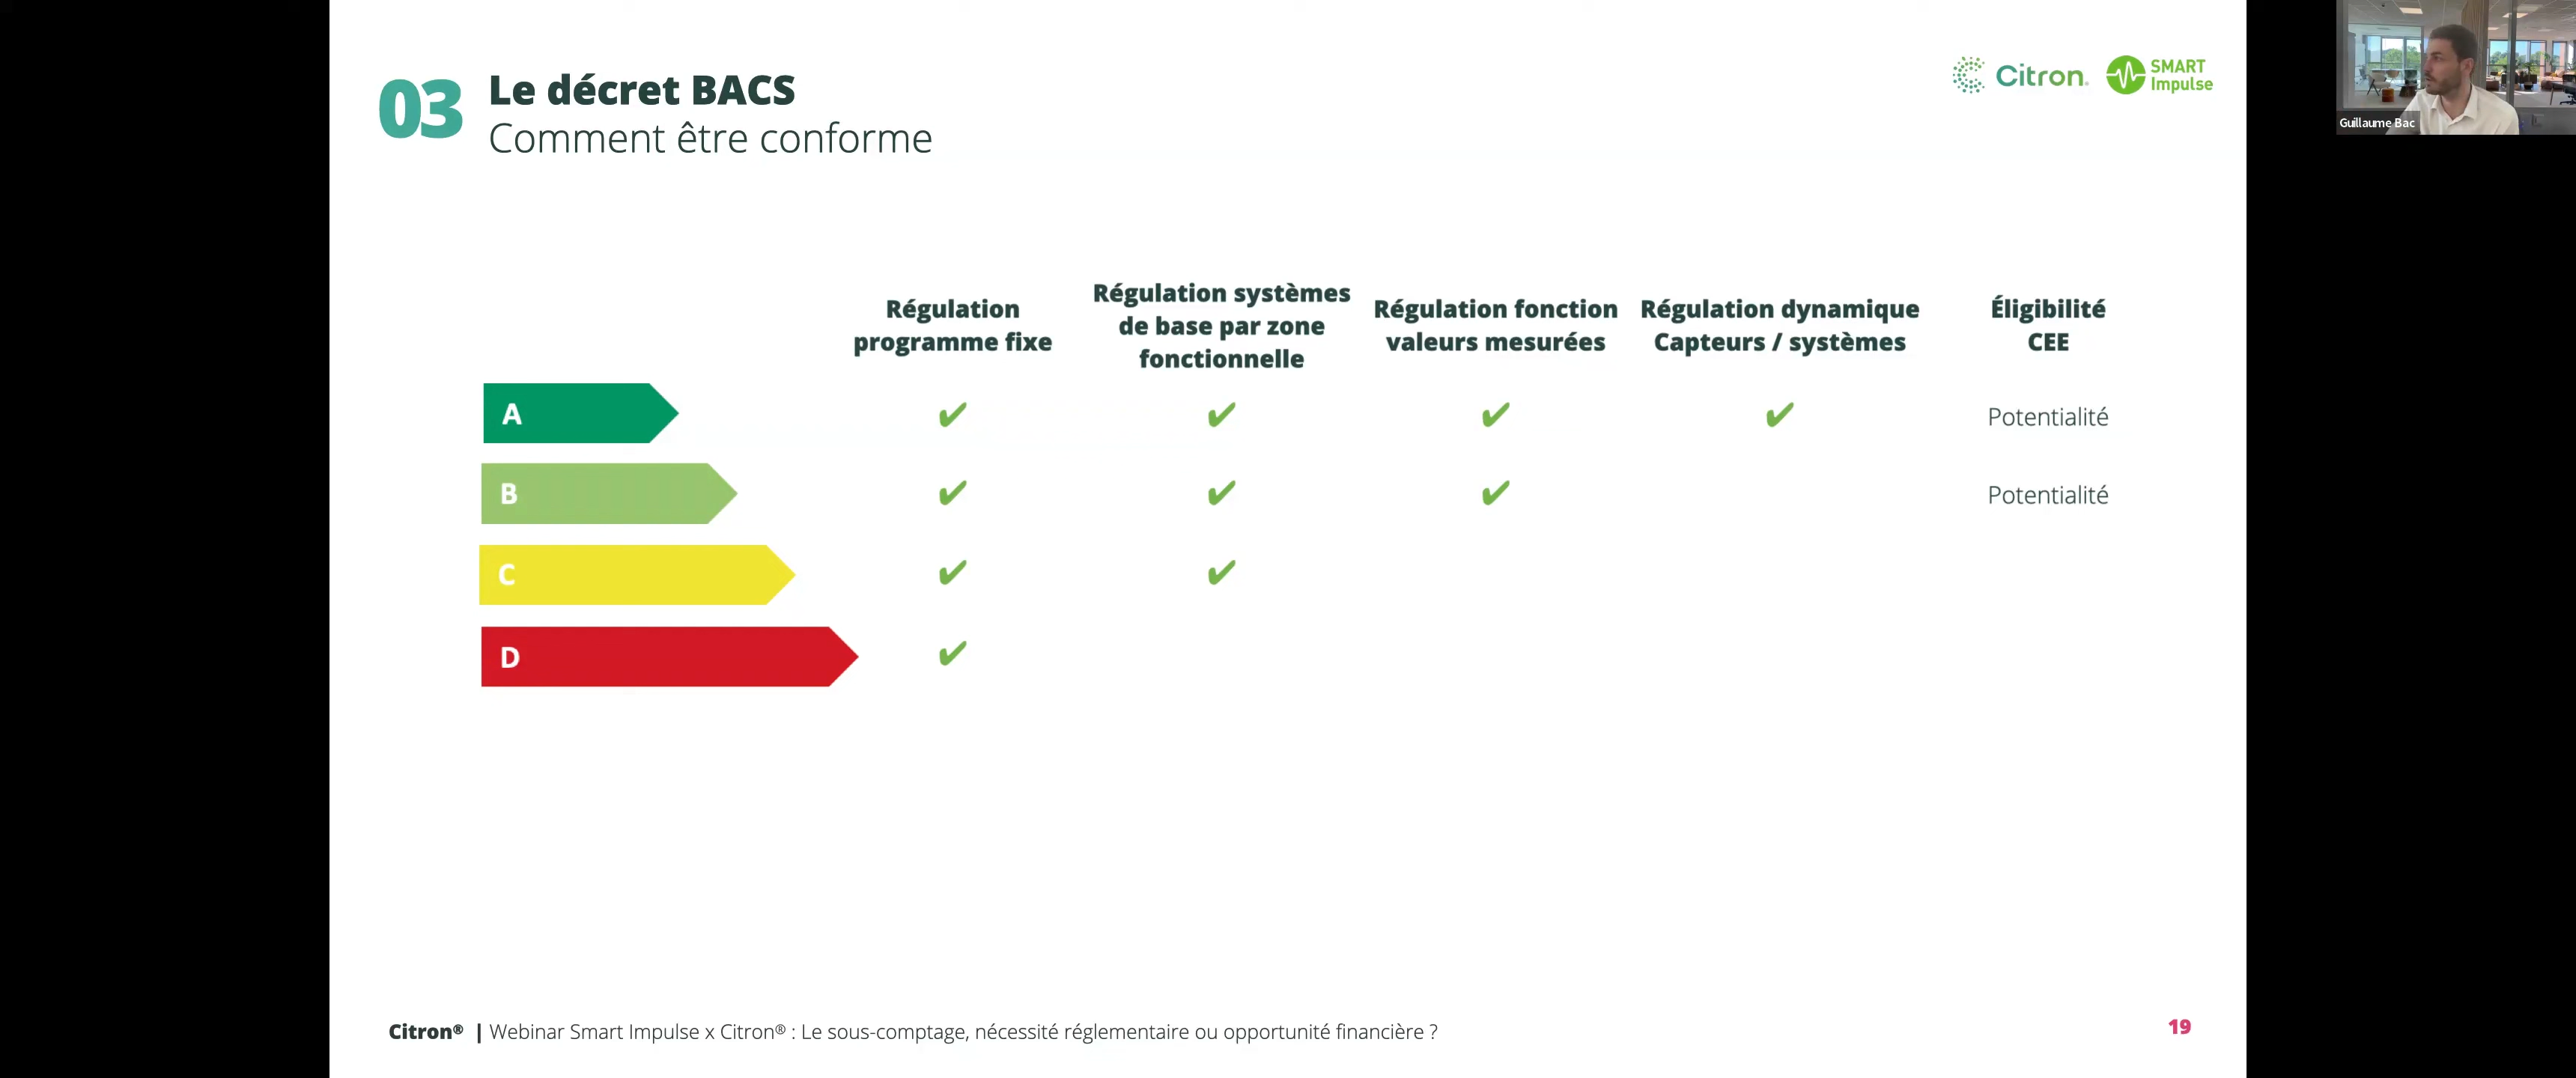 03
Le décret BACS
Comment être conforme
Citron.
SMART
Impulse
Guillaume Bac
Régulation
programme fixe
Régulation systèmes
de base par zone
fonctionnelle
Régulation fonction
valeurs mesurées
Régulation dynamique
Capteurs / systèmes
Éligibilité
CEE
A ✔ ✔ ✔ ✔ Potentialité
B ✔ ✔ ✔ Potentialité
C ✔ ✔
D ✔
Citron® | Webinar Smart Impulse x Citron® : Le sous-comptage, nécessité réglementaire ou opportunité financière ?
19